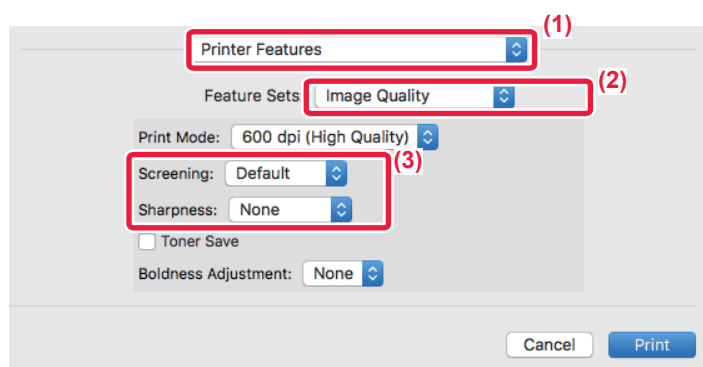 (1)
Printer Features
(2)
Feature Sets Image Quality
Print Mode: 600 dpi (High Quality)
(3)
Screening: Default
Sharpness: None
Toner Save
Boldness Adjustment: None
Cancel Print